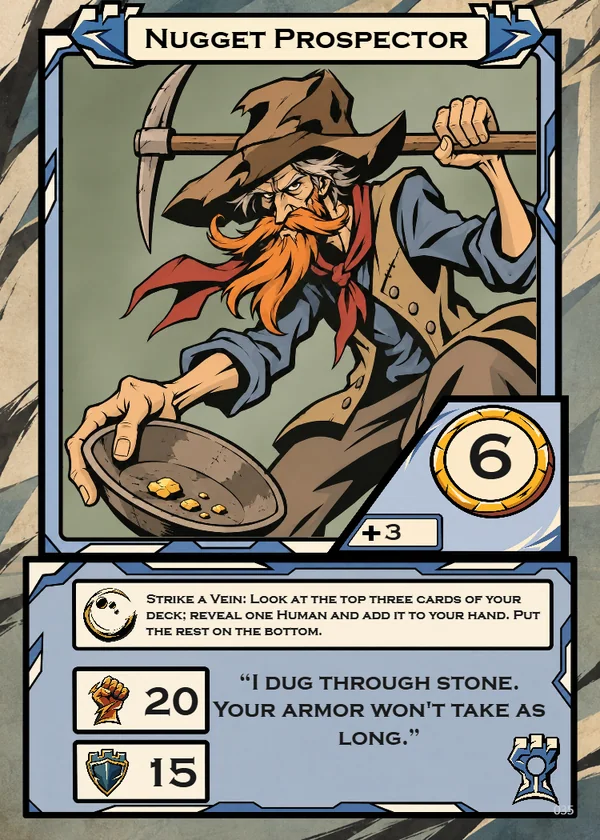 Nugget Prospector
6
+3
Strike a Vein: Look at the top three cards of your
deck; reveal one Human and add it to your hand. Put
the rest on the bottom.
20
15
“I dug through stone.
Your armor won't take as
long.”
035